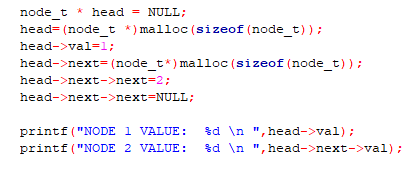 node_t * head = NULL;
head=(node_t *)malloc(sizeof(node_t));
head->val=1;
head->next=(node_t*)malloc(sizeof(node_t));
head->next->next=2;
head->next->next=NULL;
printf("NODE 1 VALUE:  %d \n ",head->val);
printf("NODE 2 VALUE:  %d \n ",head->next->val);